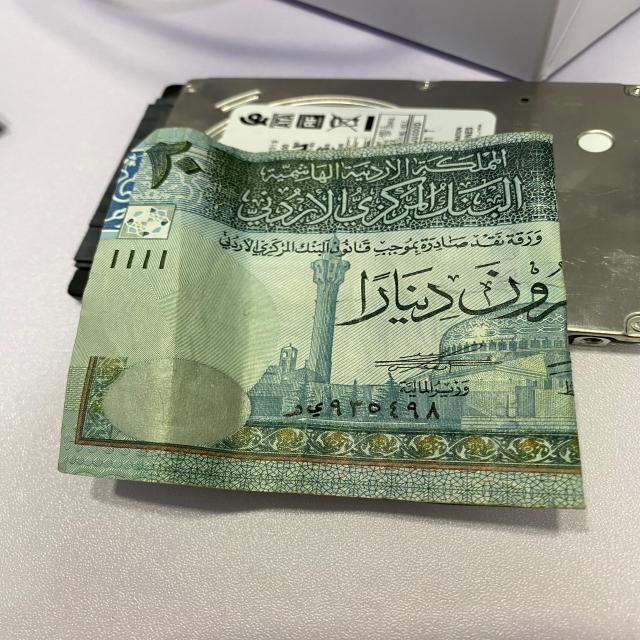 ٢٠
المملكة الأردنية الهاشمية
البنك المركزي الأردني
ورقة نقد صادرة بموجب قانون البنك المركزي الأردني
رون دينارًا
وزير المالية
٩٣٥٤٩٨